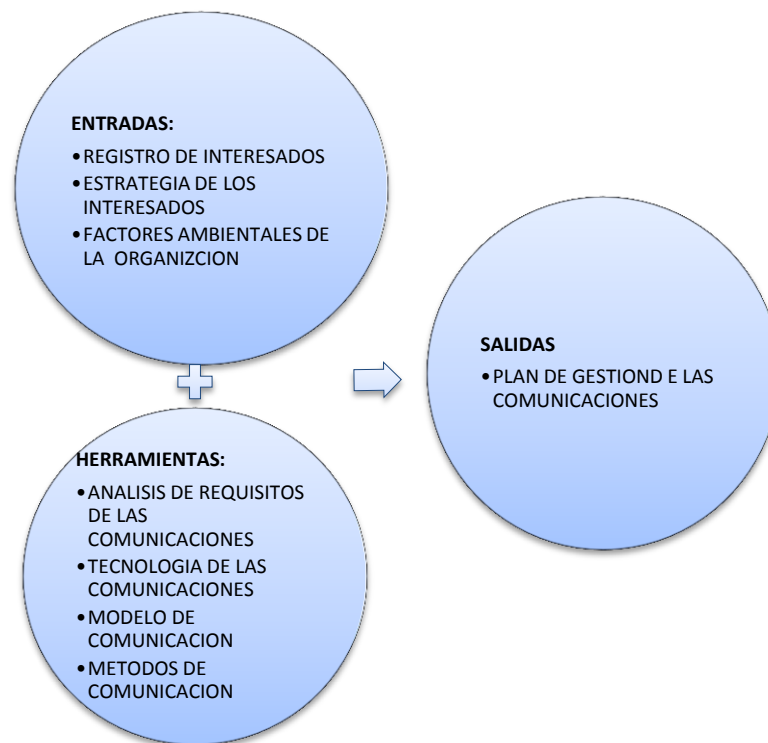 ENTRADAS:
•REGISTRO DE INTERESADOS
•ESTRATEGIA DE LOS
INTERESADOS
•FACTORES AMBIENTALES DE
LA ORGANIZCION
HERRAMIENTAS:
•ANALISIS DE REQUISITOS
DE LAS
COMUNICACIONES
•TECNOLOGIA DE LAS
COMUNICACIONES
•MODELO DE
COMUNICACION
•METODOS DE
COMUNICACION
SALIDAS
•PLAN DE GESTIOND E LAS
COMUNICACIONES